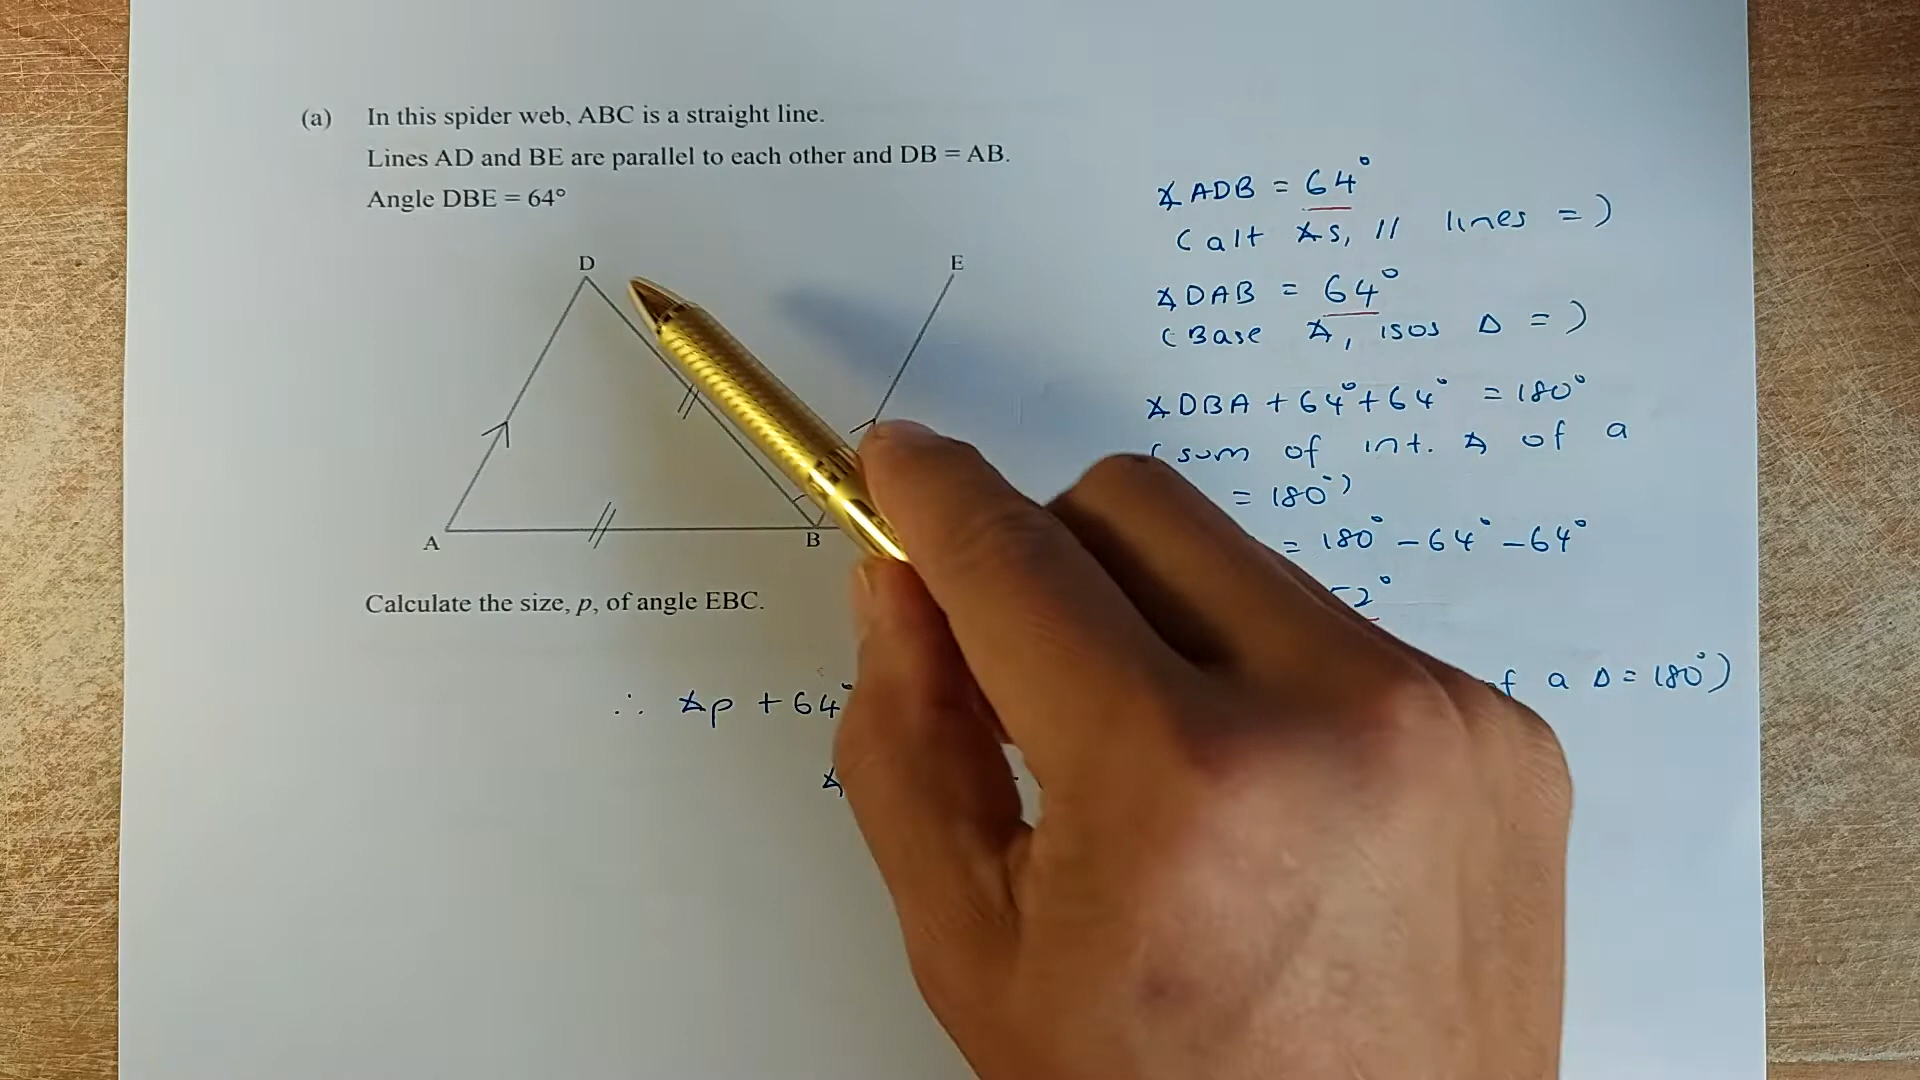 (a) In this spider web, ABC is a straight line.
Lines AD and BE are parallel to each other and DB = AB.
Angle DBE = 64°
D
E
A
B
Calculate the size, p, of angle EBC.
∴ ∡p + 64°
∡
∡ADB = 64°
(alt ∡s, // lines =)
∡DAB = 64°
(Base ∡, isos Δ =)
∡DBA + 64° + 64° = 180°
(sum of int. ∡ of a
= 180°)
= 180° - 64° - 64°
52°
of a Δ = 180°)